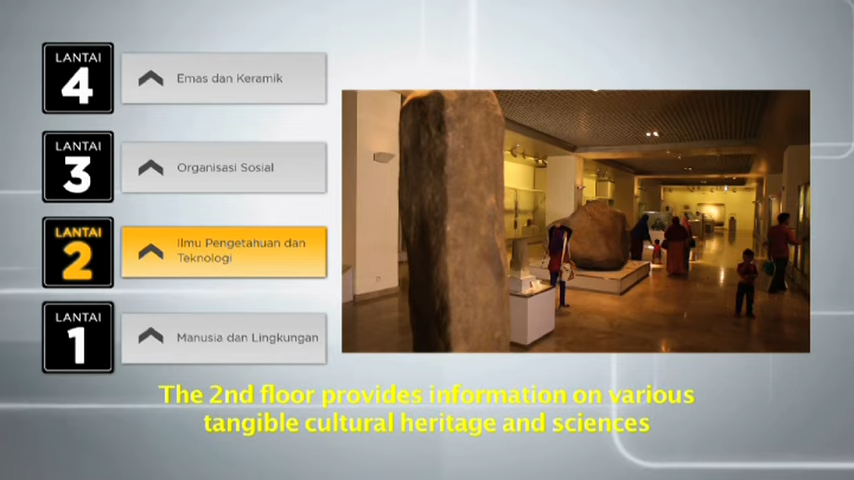 LANTAI
4
Emas dan Keramik
LANTAI
3
Organisasi Sosial
LANTAI
2
Ilmu Pengetahuan dan
Teknologi
LANTAI
1
Manusia dan Lingkungan
The 2nd floor provides information on various
tangible cultural heritage and sciences